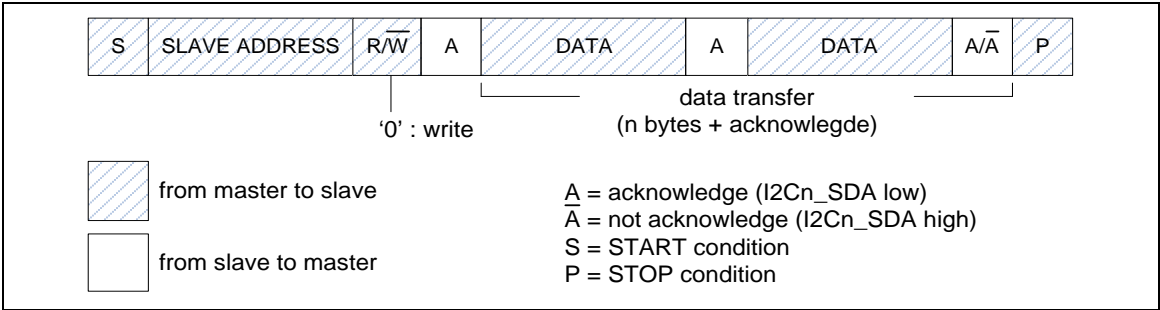 S SLAVE ADDRESS R/W̅ A DATA A DATA A/A̅ P
data transfer
‘0’ : write (n bytes + acknowlegde)
from master to slave
from slave to master
A = acknowledge (I2Cn_SDA low)
A̅ = not acknowledge (I2Cn_SDA high)
S = START condition
P = STOP condition